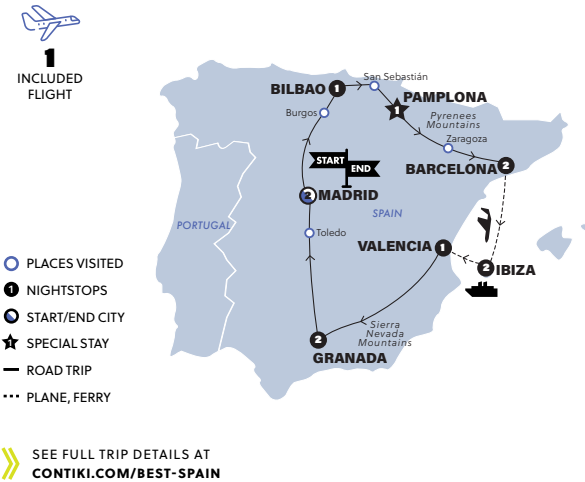 1
INCLUDED
FLIGHT
San Sebastián
BILBAO 1
PAMPLONA
1
Burgos
Pyrenees
Mountains
Zaragoza
START
END
BARCELONA 2
2 MADRID
SPAIN
PORTUGAL
Toledo
VALENCIA 1
2 IBIZA
Sierra
Nevada
Mountains
2
GRANADA
PLACES VISITED
1 NIGHTSTOPS
START/END CITY
1 SPECIAL STAY
ROAD TRIP
PLANE, FERRY
SEE FULL TRIP DETAILS AT
CONTIKI.COM/BEST-SPAIN